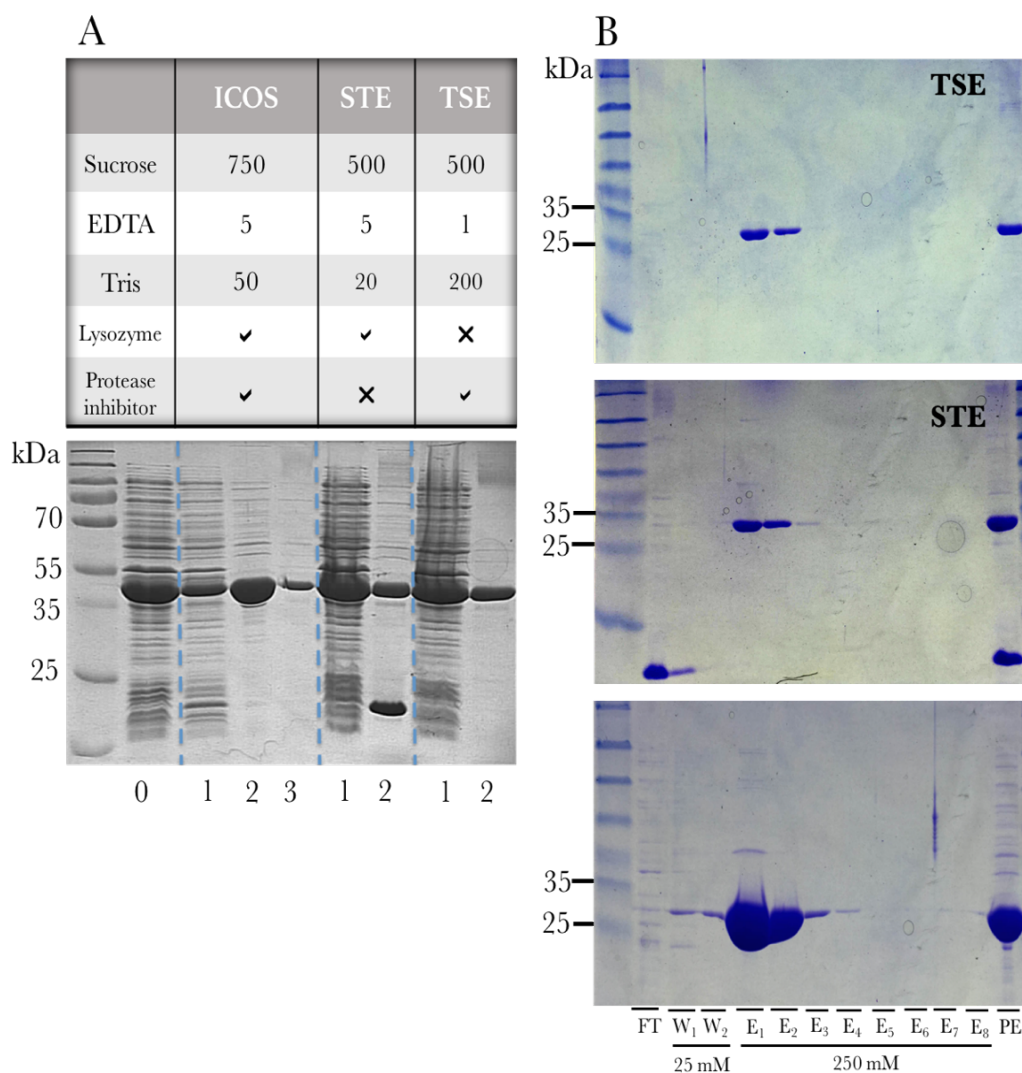 A
ICOS STE TSE
Sucrose 750 500 500
EDTA 5 5 1
Tris 50 20 200
Lysozyme ✓ ✓ ×
Protease
inhibitor ✓ × ✓
kDa
70
55
35
25
0 1 2 3 1 2 1 2
B
kDa
TSE
35
25
STE
35
25
35
25
FT W₁ W₂ E₁ E₂ E₃ E₄ E₅ E₆ E₇ E₈ PE
25 mM 250 mM